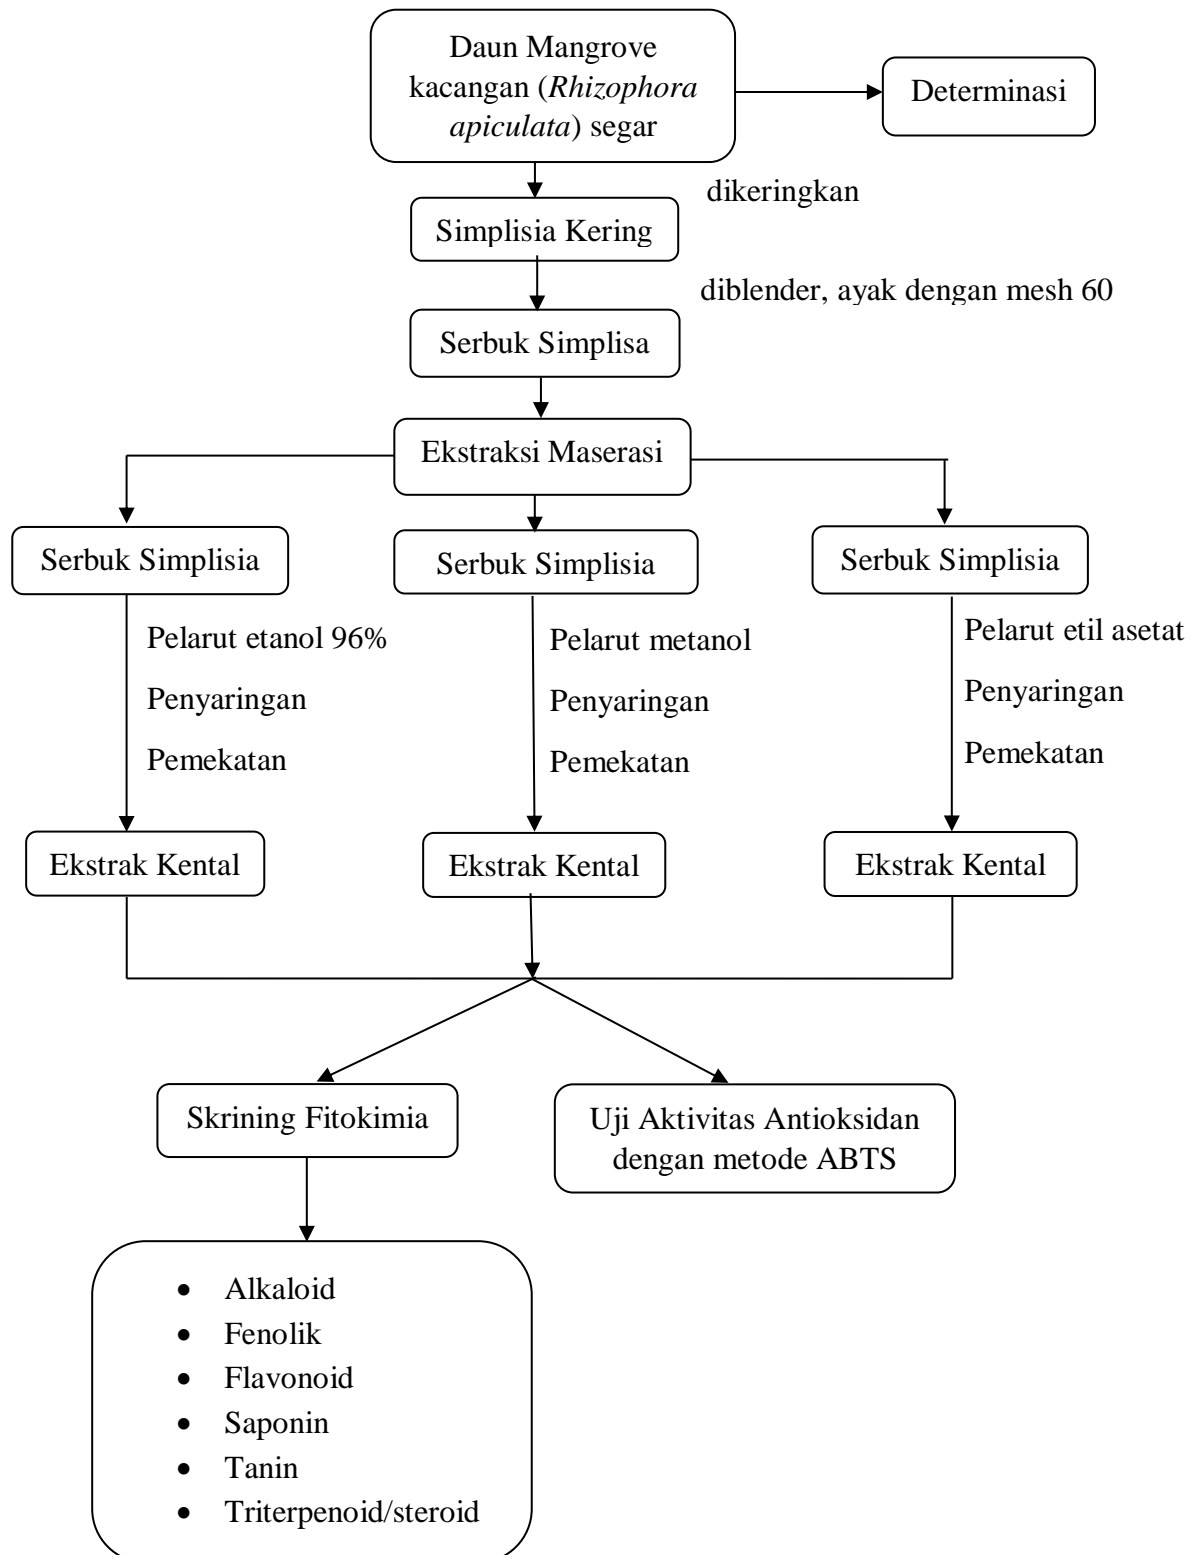 Daun Mangrove
kacangan (Rhizophora
apiculata) segar
Determinasi
dikeringkan
Simplisia Kering
diblender, ayak dengan mesh 60
Serbuk Simplisa
Ekstraksi Maserasi
Serbuk Simplisia
Serbuk Simplisia
Serbuk Simplisia
Pelarut etanol 96%
Penyaringan
Pemekatan
Pelarut metanol
Penyaringan
Pemekatan
Pelarut etil asetat
Penyaringan
Pemekatan
Ekstrak Kental
Ekstrak Kental
Ekstrak Kental
Skrining Fitokimia
Uji Aktivitas Antioksidan
dengan metode ABTS
• Alkaloid
• Fenolik
• Flavonoid
• Saponin
• Tanin
• Triterpenoid/steroid